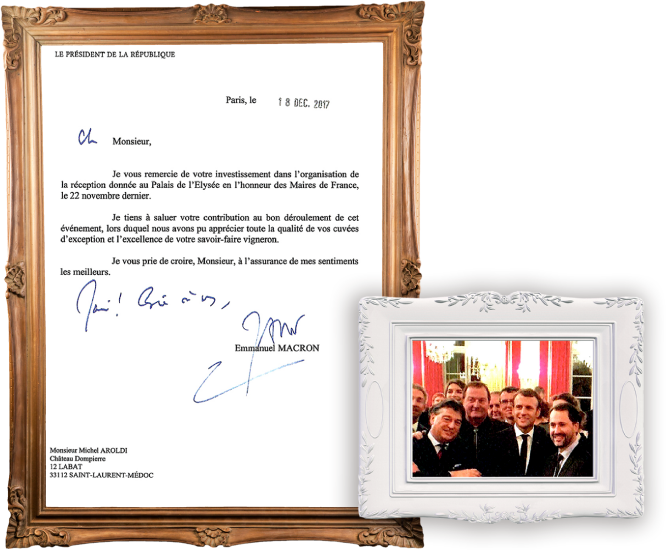 LE PRÉSIDENT DE LA RÉPUBLIQUE
Paris, le 18 DEC. 2017
Ch Monsieur,
Je vous remercie de votre investissement dans l'organisation de
la réception donnée au Palais de l'Elysée en l'honneur des Maires de France,
le 22 novembre dernier.
Je tiens à saluer votre contribution au bon déroulement de cet
événement, lors duquel nous avons pu apprécier toute la qualité de vos cuvées
d'exception et l'excellence de votre savoir-faire vigneron.
Je vous prie de croire, Monsieur, à l'assurance de mes sentiments
les meilleurs.
à vs,
Emmanuel MACRON
Monsieur Michel AROLDI
Château Dompierre
12 LABAT
33112 SAINT-LAURENT-MÉDOC